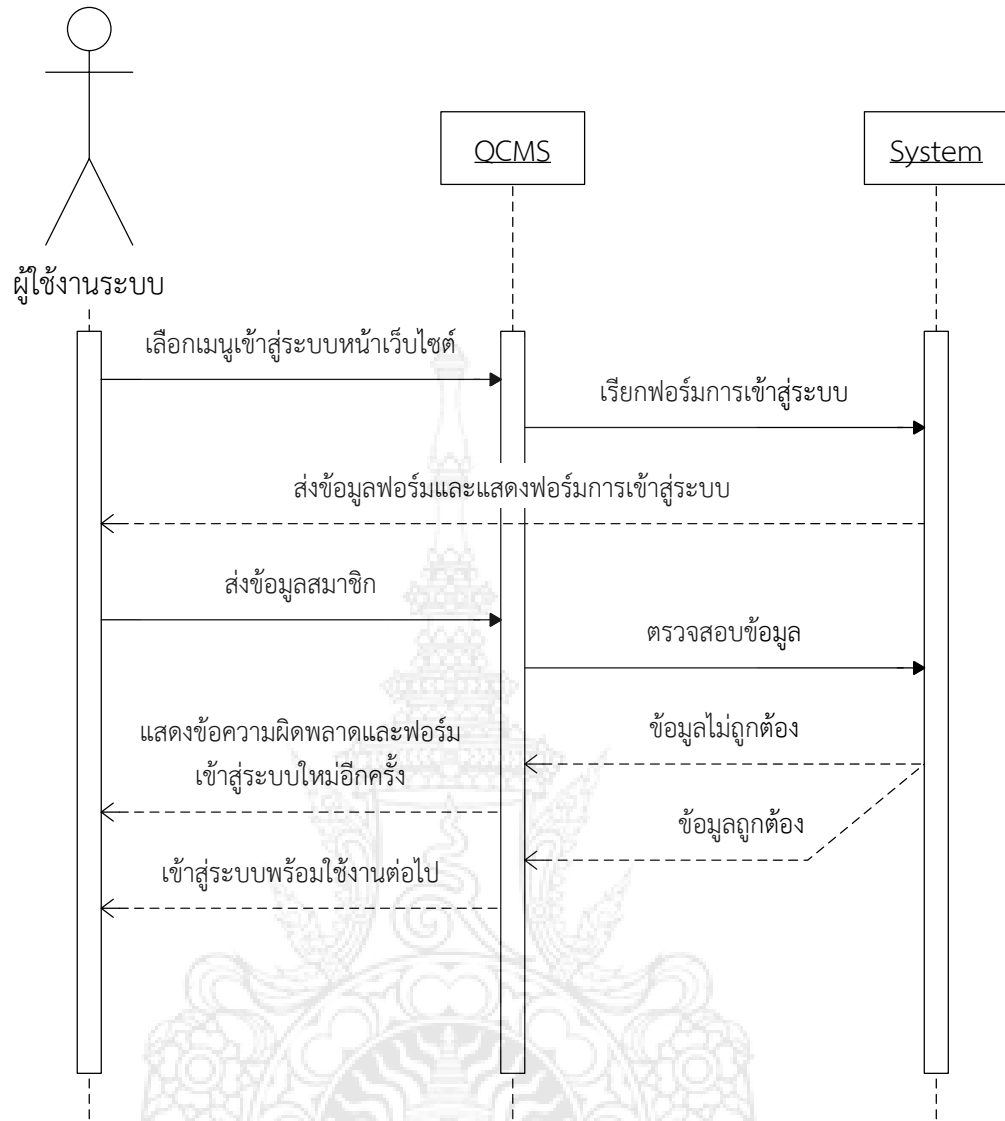 QCMS
System
ผู้ใช้งานระบบ
เลือกเมนูเข้าสู่ระบบหน้าเว็บไซต์
เรียกฟอร์มการเข้าสู่ระบบ
ส่งข้อมูลฟอร์มและแสดงฟอร์มการเข้าสู่ระบบ
ส่งข้อมูลสมาชิก
ตรวจสอบข้อมูล
ข้อมูลไม่ถูกต้อง
แสดงข้อความผิดพลาดและฟอร์ม
เข้าสู่ระบบใหม่อีกครั้ง
ข้อมูลถูกต้อง
เข้าสู่ระบบพร้อมใช้งานต่อไป